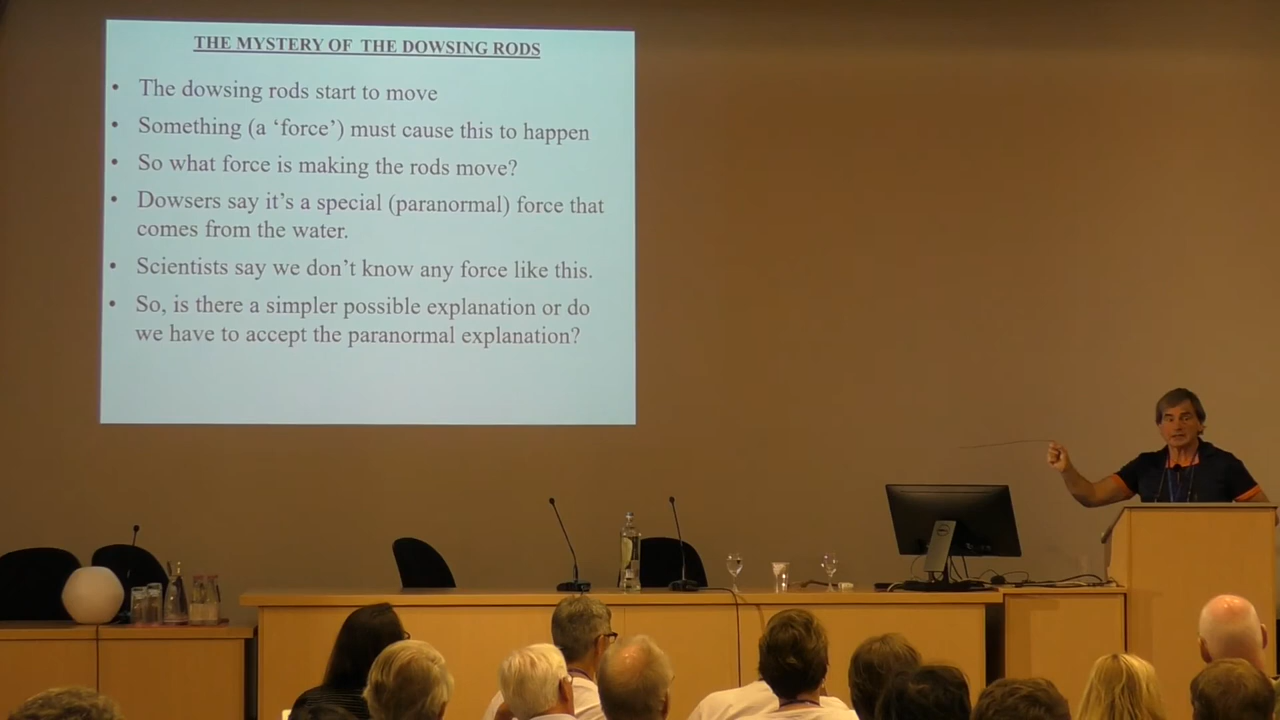 THE MYSTERY OF THE DOWSING RODS
• The dowsing rods start to move
• Something (a ‘force’) must cause this to happen
• So what force is making the rods move?
• Dowsers say it’s a special (paranormal) force that
comes from the water.
• Scientists say we don’t know any force like this.
• So, is there a simpler possible explanation or do
we have to accept the paranormal explanation?